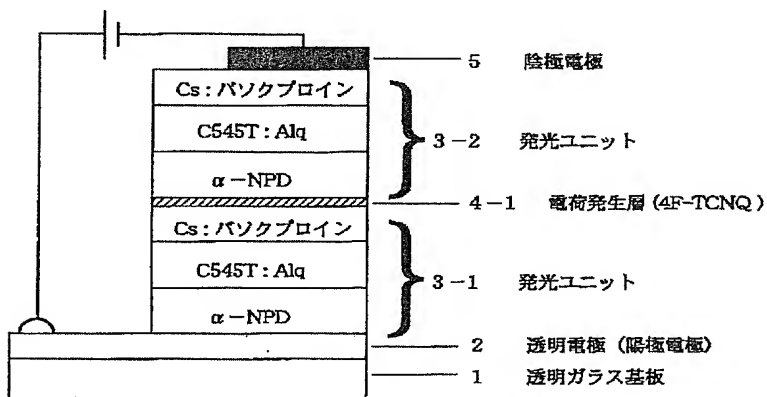 5 陰極電極
Cs：バソクプロイン
C545T：Alq
3-2 発光ユニット
α-NPD
4-1 電荷発生層 (4F-TCNQ)
Cs：バソクプロイン
C545T：Alq
3-1 発光ユニット
α-NPD
2 透明電極 (陽極電極)
1 透明ガラス基板